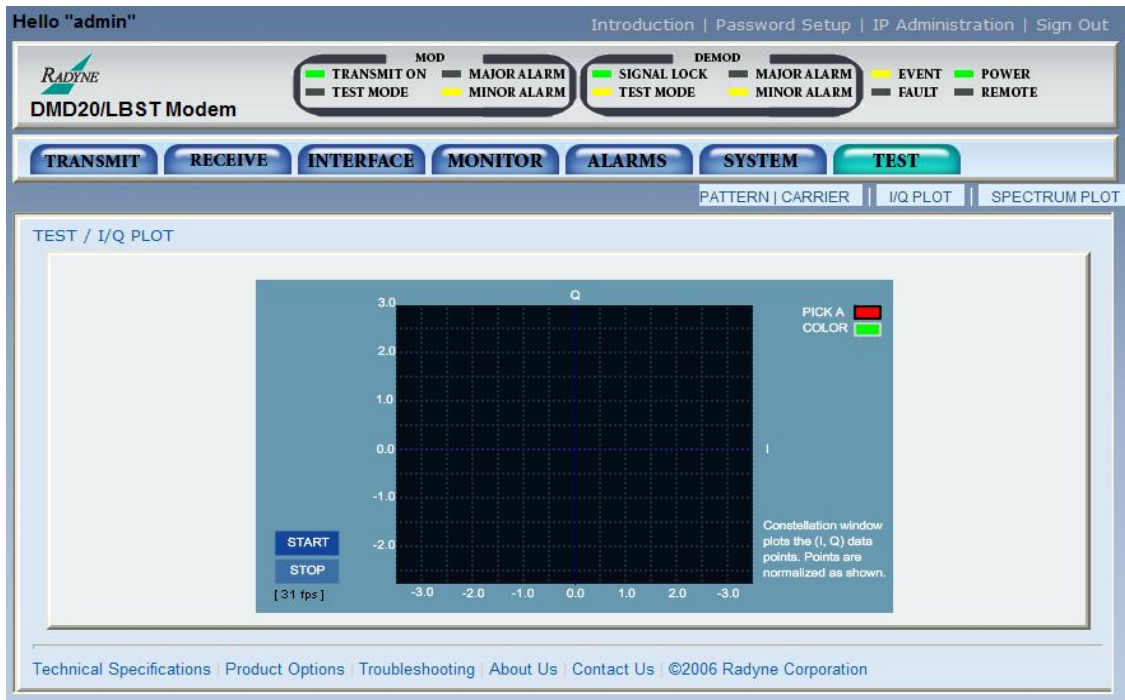 Hello "admin"
Introduction | Password Setup | IP Administration | Sign Out
RADYNE
DMD20/LBST Modem
MOD
TRANSMIT ON MAJOR ALARM
TEST MODE MINOR ALARM
DEMOD
SIGNAL LOCK MAJOR ALARM
TEST MODE MINOR ALARM
EVENT POWER
FAULT REMOTE
TRANSMIT RECEIVE INTERFACE MONITOR ALARMS SYSTEM TEST
PATTERN | CARRIER | I/Q PLOT | SPECTRUM PLOT
TEST / I/Q PLOT
Q
3.0
2.0
1.0
0.0
-1.0
-2.0
I
PICK A
COLOR
START
STOP
[ 31 fps ]
-3.0 -2.0 -1.0 0.0 1.0 2.0 -3.0
Constellation window
plots the (I, Q) data
points. Points are
normalized as shown.
Technical Specifications | Product Options | Troubleshooting | About Us | Contact Us | ©2006 Radyne Corporation